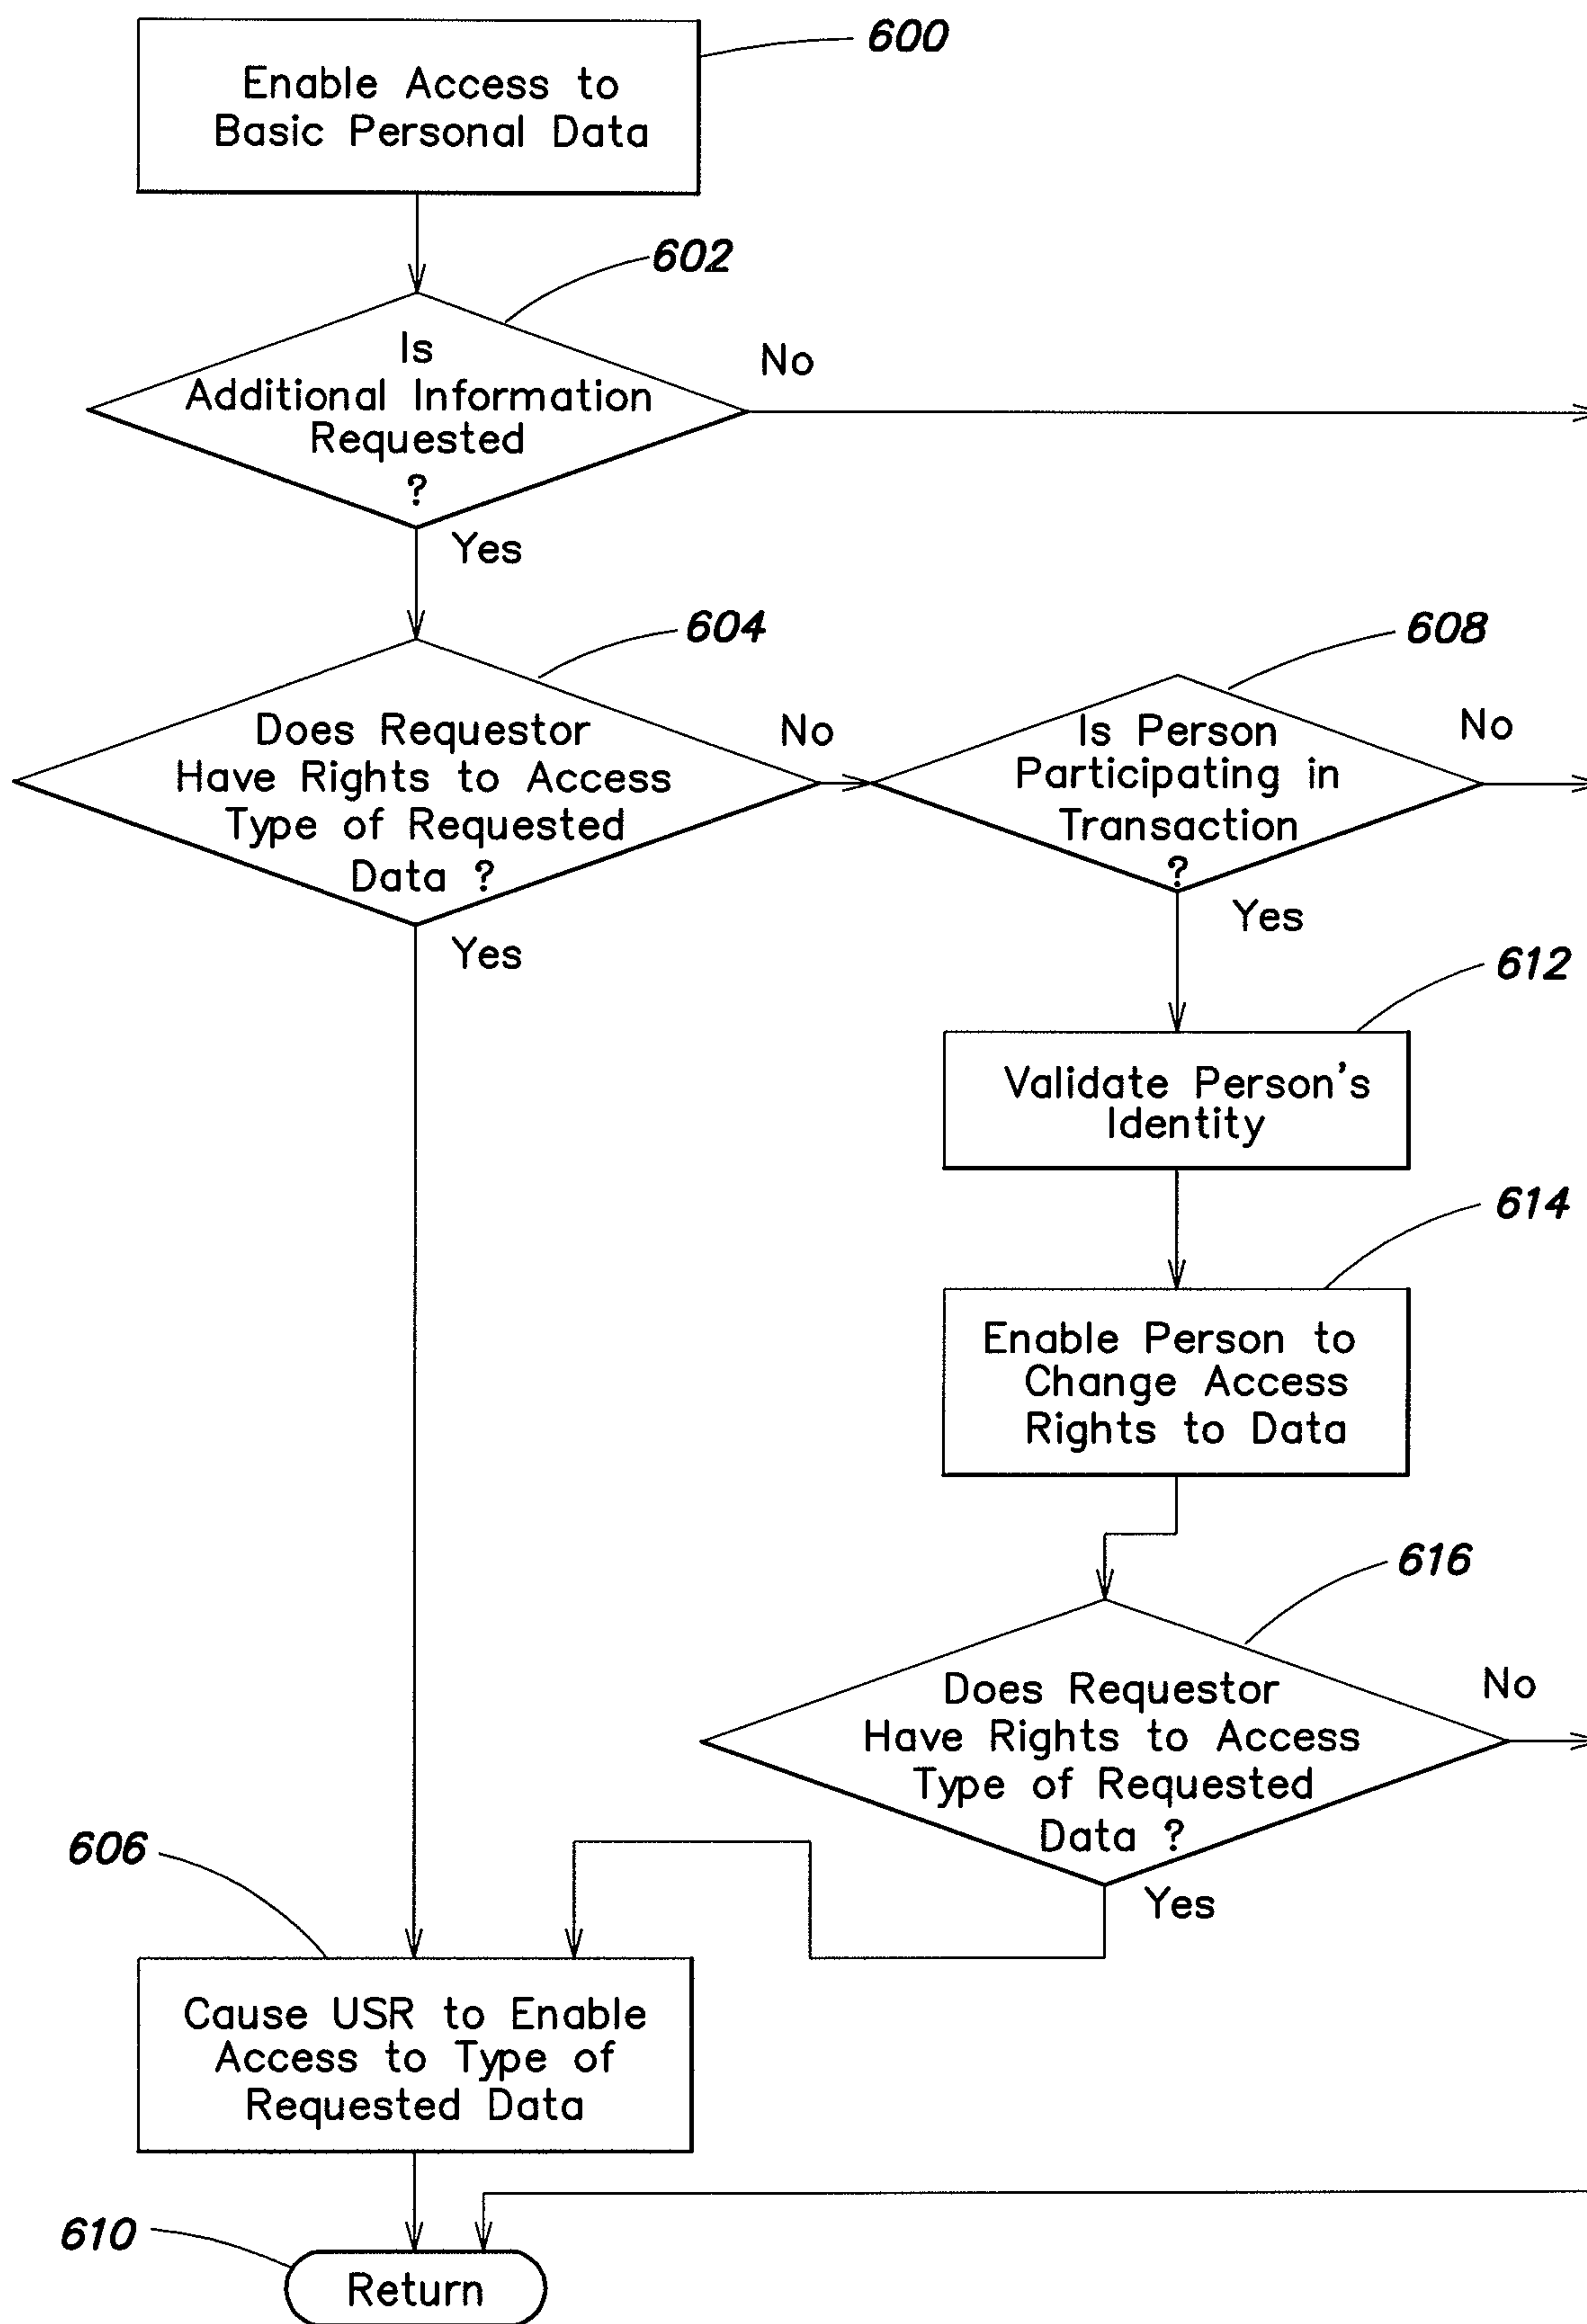 600
Enable Access to
Basic Personal Data
602
Is
Additional Information
Requested
?
No
Yes
604
Does Requestor
Have Rights to Access
Type of Requested
Data ?
No
Yes
608
Is Person
Participating in
Transaction
?
No
Yes
612
Validate Person's
Identity
614
Enable Person to
Change Access
Rights to Data
616
Does Requestor
Have Rights to Access
Type of Requested
Data ?
No
Yes
606
Cause USR to Enable
Access to Type of
Requested Data
610
Return